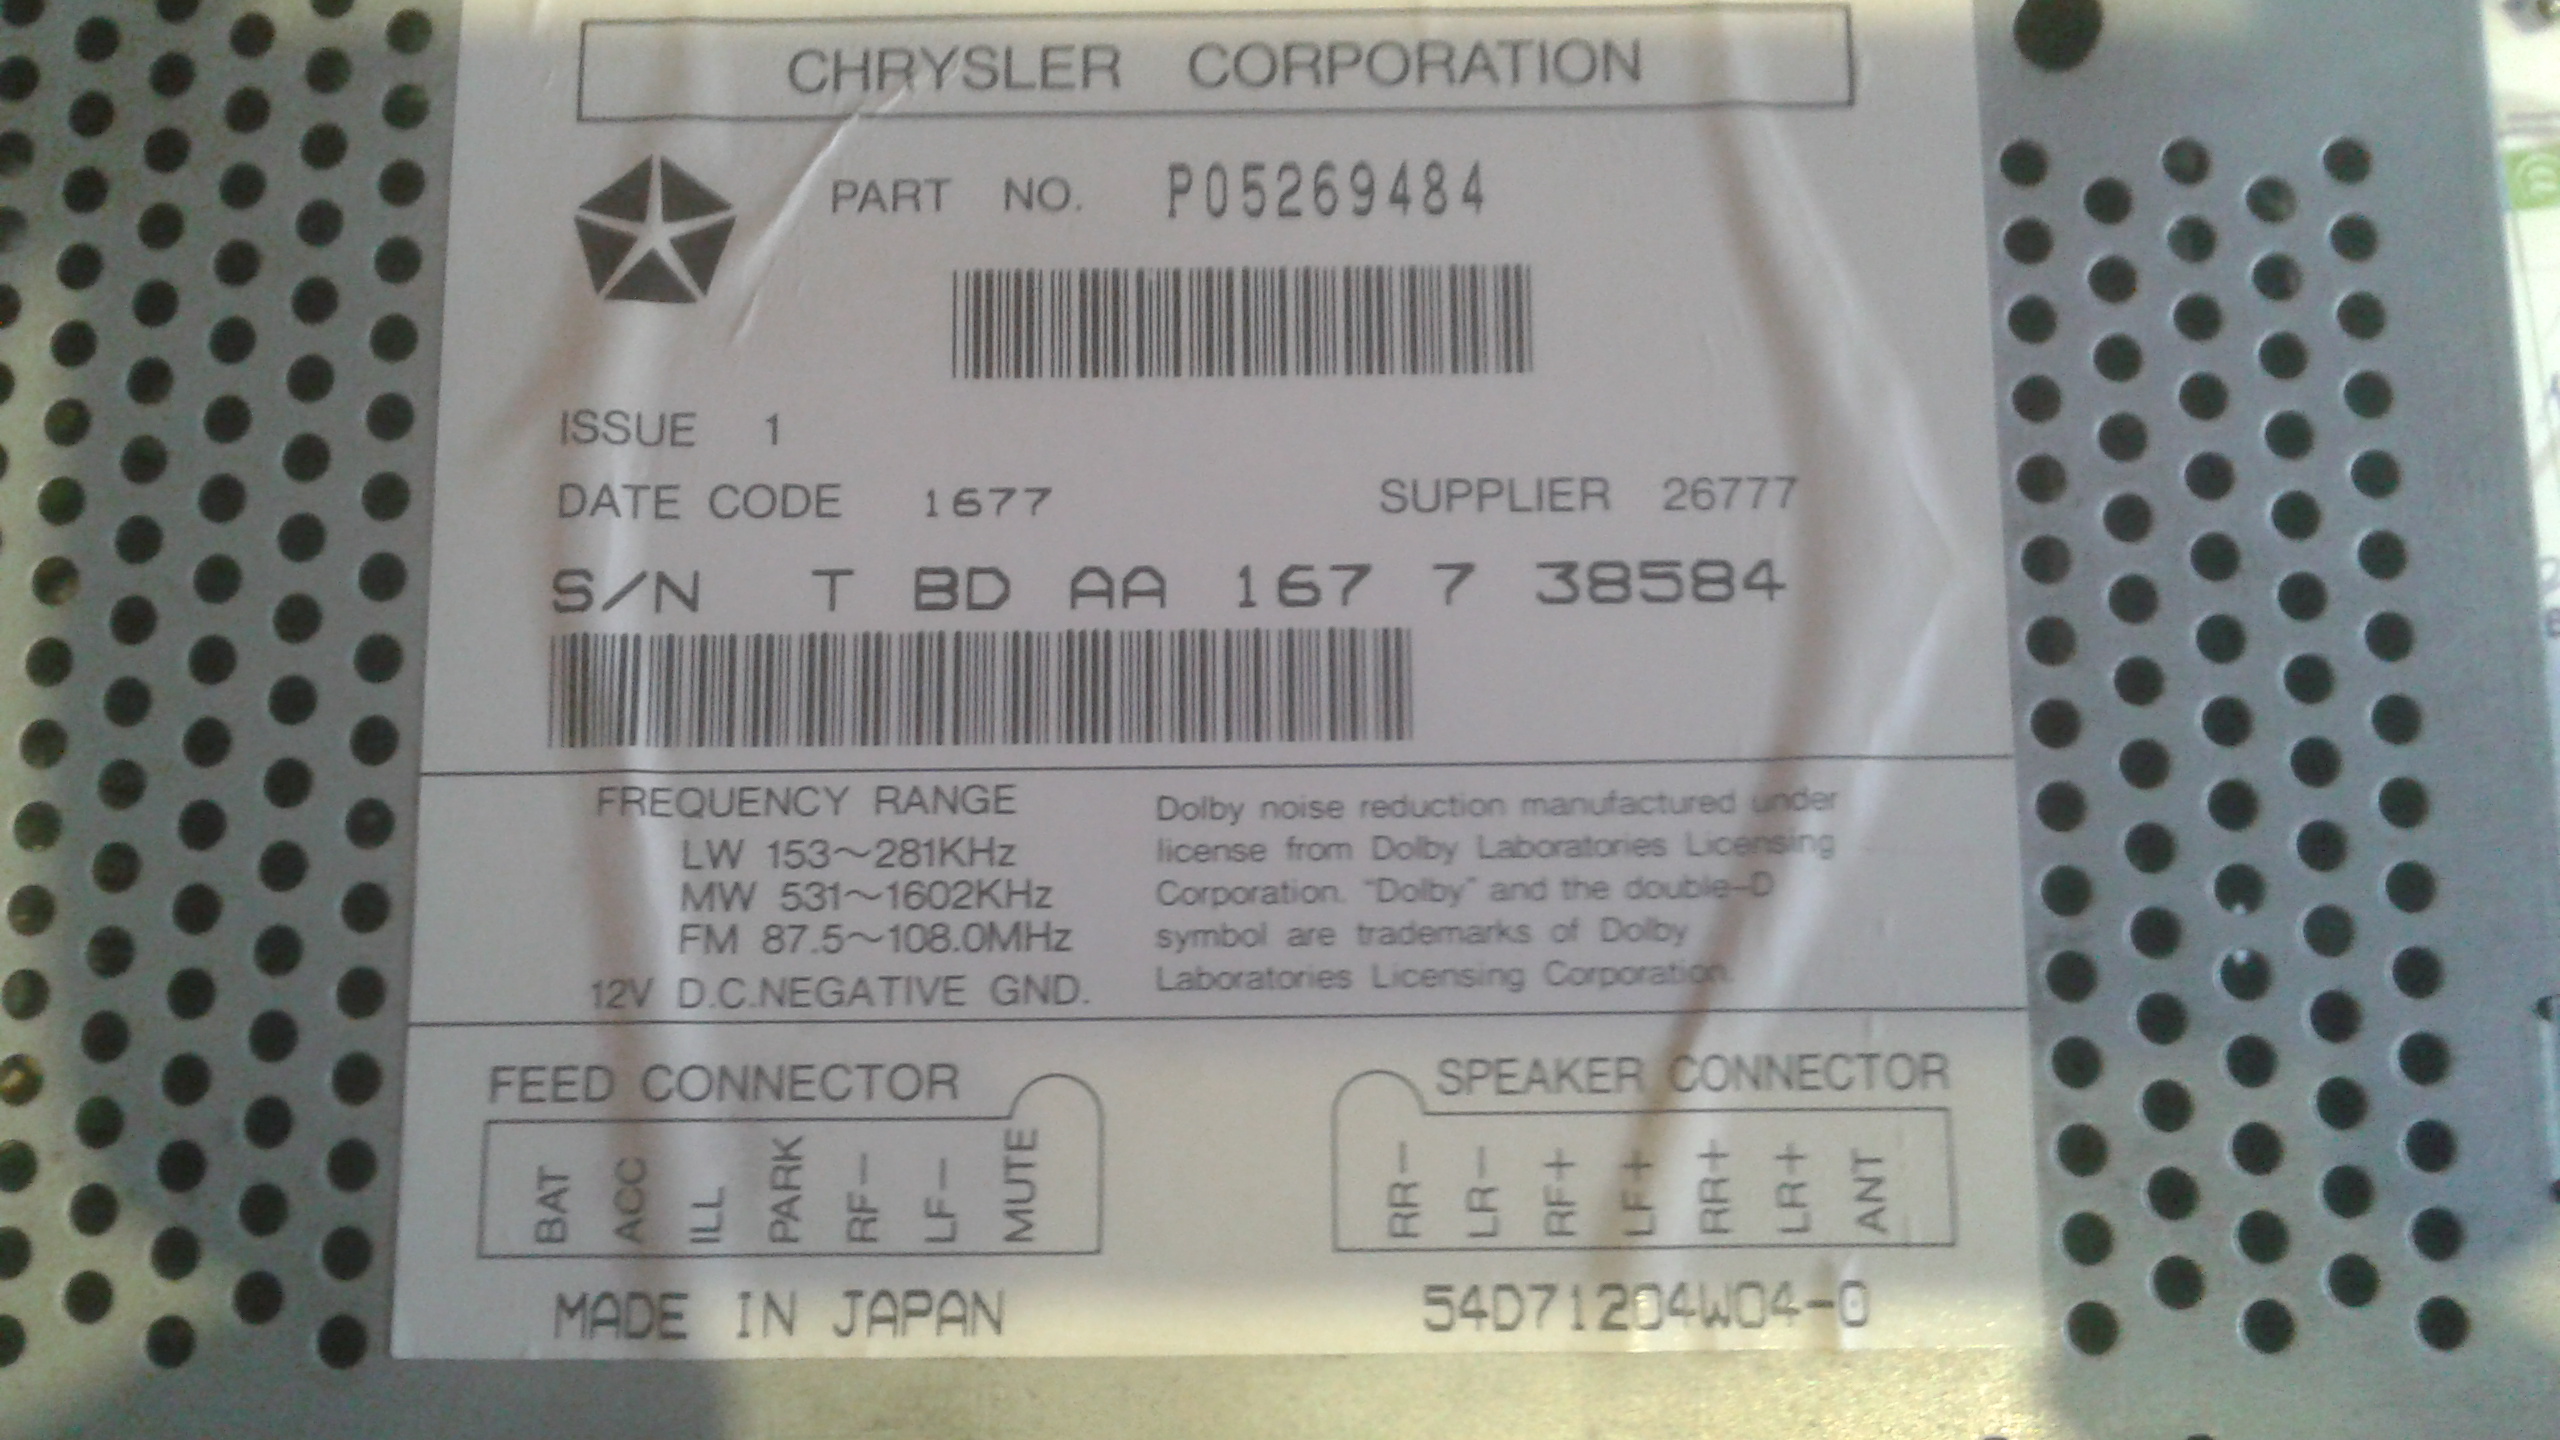 CHRYSLER CORPORATION
PART NO. P05269484
ISSUE 1
DATE CODE 1677 SUPPLIER 26777
S/N T BD AA 167 7 38584
FREQUENCY RANGE
LW 153~281KHz
MW 531~1602KHz
FM 87.5~108.0MHz
12V D.C.NEGATIVE GND.
Dolby noise reduction manufactured under
license from Dolby Laboratories Licensing
Corporation. "Dolby" and the double-D
symbol are trademarks of Dolby
Laboratories Licensing Corporation.
FEED CONNECTOR
BAT ACC ILL PARK RF- LF- MUTE
SPEAKER CONNECTOR
RR- LR- RF+ LF+ RR+ LR+ ANT
MADE IN JAPAN 54D71204W04-0